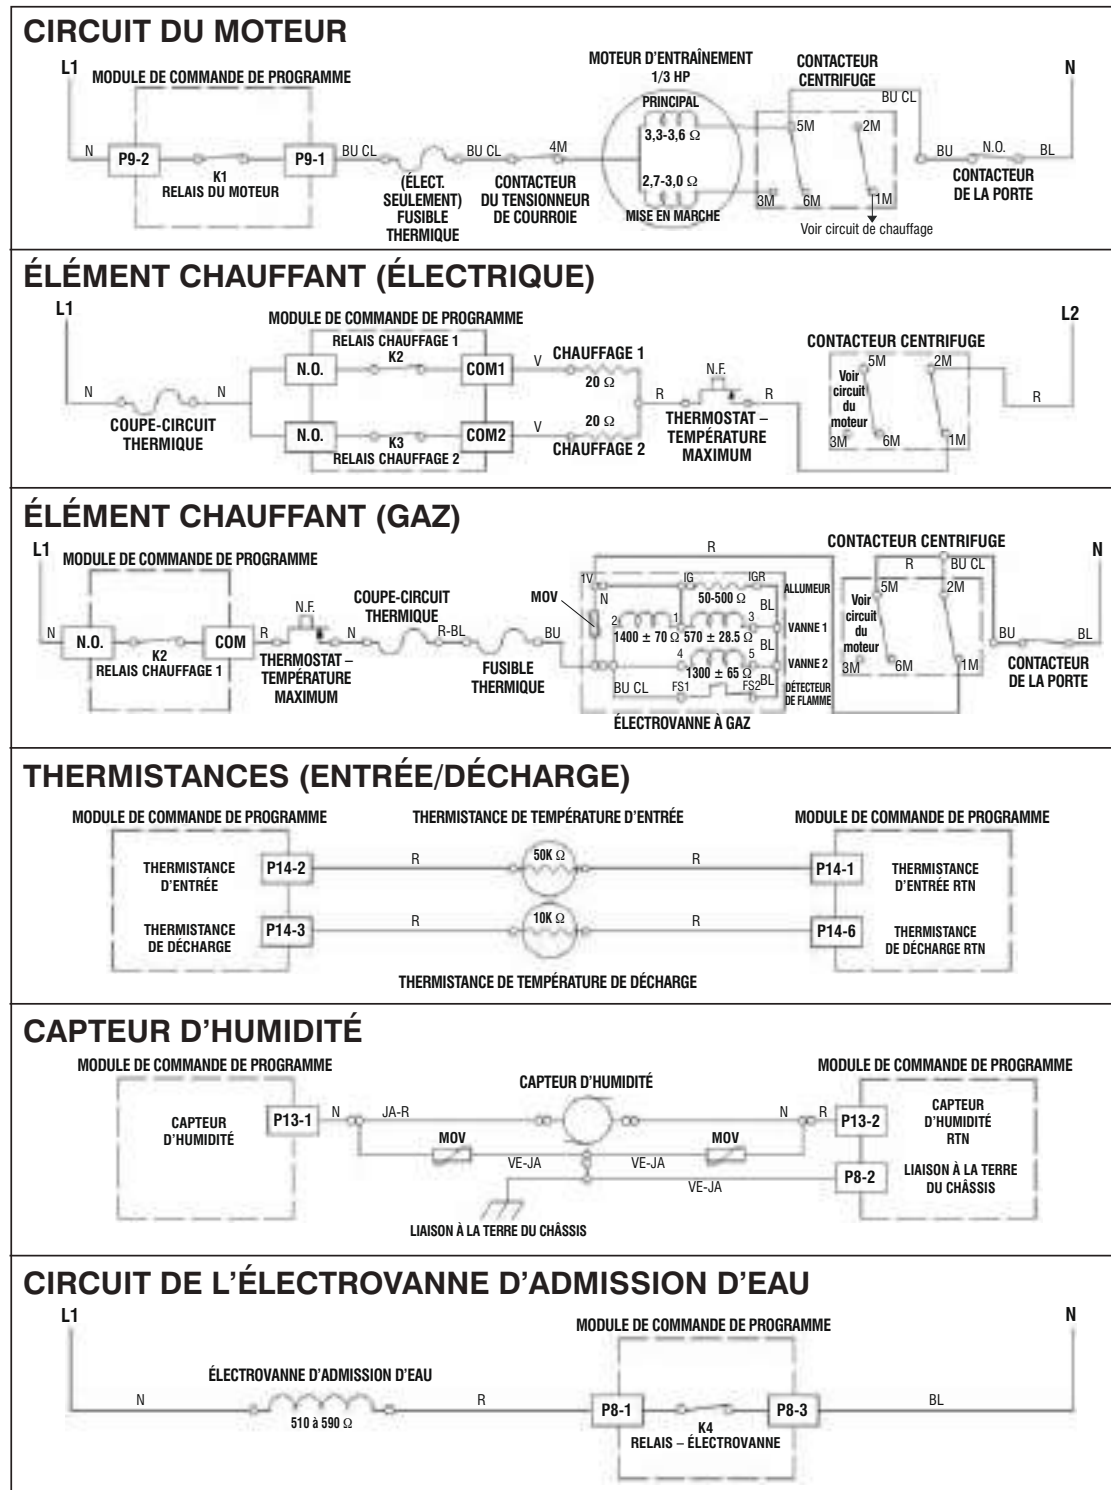 CIRCUIT DU MOTEUR
L1
MODULE DE COMMANDE DE PROGRAMME
MOTEUR D'ENTRAÎNEMENT
1/3 HP
CONTACTEUR
CENTRIFUGE
N
PRINCIPAL
3,3-3,6 Ω
BU CL
5M
2M
N
P9-2
K1
RELAIS DU MOTEUR
P9-1
BU CL
BU CL
4M
(ÉLECT.
SEULEMENT)
FUSIBLE
THERMIQUE
CONTACTEUR
DU TENSIONNEUR
DE COURROIE
2,7-3,0 Ω
MISE EN MARCHE
3M
6M
1M
Voir circuit de chauffage
BU
N.O.
BL
CONTACTEUR
DE LA PORTE
ÉLÉMENT CHAUFFANT (ÉLECTRIQUE)
L1
MODULE DE COMMANDE DE PROGRAMME
L2
RELAIS CHAUFFAGE 1
K2
N.O.
COM1
V
CHAUFFAGE 1
20 Ω
N
N
COUPE-CIRCUIT
THERMIQUE
N.O.
K3
RELAIS CHAUFFAGE 2
COM2
V
20 Ω
CHAUFFAGE 2
R
N.F.
R
THERMOSTAT –
TEMPÉRATURE
MAXIMUM
CONTACTEUR CENTRIFUGE
5M
2M
Voir
circuit
du
moteur
3M
6M
1M
R
ÉLÉMENT CHAUFFANT (GAZ)
L1
MODULE DE COMMANDE DE PROGRAMME
N
N.O.
K2
RELAIS CHAUFFAGE 1
COM
R
N.F.
N
THERMOSTAT –
TEMPÉRATURE
MAXIMUM
COUPE-CIRCUIT
THERMIQUE
R-BL
FUSIBLE
THERMIQUE
BU
MOV
R
1V
N
IG
IGR
50-500 Ω
ALLUMEUR
BL
2
1
3
1400 ± 70 Ω
570 ± 28.5 Ω
VANNE 1
BL
4
5
1300 ± 65 Ω
VANNE 2
BL
BU CL
FS1
FS2
DÉTECTEUR
DE FLAMME
ÉLECTROVANNE À GAZ
CONTACTEUR CENTRIFUGE
N
R
BU CL
5M
2M
Voir
circuit
du
moteur
3M
6M
1M
BU
BL
CONTACTEUR
DE LA PORTE
THERMISTANCES (ENTRÉE/DÉCHARGE)
MODULE DE COMMANDE DE PROGRAMME
THERMISTANCE DE TEMPÉRATURE D'ENTRÉE
MODULE DE COMMANDE DE PROGRAMME
THERMISTANCE
D'ENTRÉE
P14-2
R
50K Ω
R
P14-1
THERMISTANCE
D'ENTRÉE RTN
THERMISTANCE
DE DÉCHARGE
P14-3
R
10K Ω
R
P14-6
THERMISTANCE
DE DÉCHARGE RTN
THERMISTANCE DE TEMPÉRATURE DE DÉCHARGE
CAPTEUR D'HUMIDITÉ
MODULE DE COMMANDE DE PROGRAMME
CAPTEUR D'HUMIDITÉ
MODULE DE COMMANDE DE PROGRAMME
CAPTEUR
D'HUMIDITÉ
P13-1
N
JA-R
N
R
P13-2
CAPTEUR
D'HUMIDITÉ
RTN
MOV
MOV
VE-JA
VE-JA
VE-JA
P8-2
LIAISON À LA TERRE
DU CHÂSSIS
LIAISON À LA TERRE DU CHÂSSIS
CIRCUIT DE L'ÉLECTROVANNE D'ADMISSION D'EAU
L1
MODULE DE COMMANDE DE PROGRAMME
N
ÉLECTROVANNE D'ADMISSION D'EAU
N
510 à 590 Ω
R
P8-1
K4
RELAIS – ÉLECTROVANNE
P8-3
BL